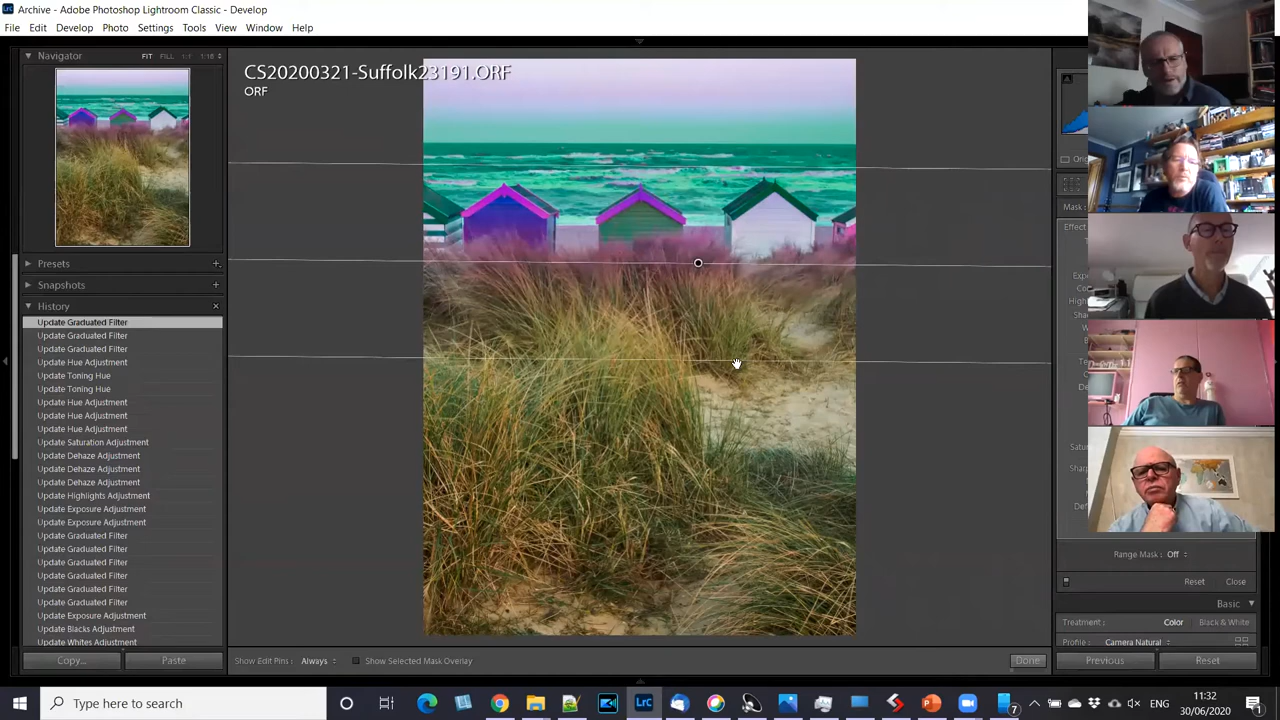 Archive - Adobe Photoshop Lightroom Classic - Develop
File Edit Develop Photo Settings Tools View Window Help
Navigator FIT FILL 1:1 1:16
CS20200321-Suffolk23191.ORF
ORF
Presets
Snapshots
History
Update Graduated Filter
Update Graduated Filter
Update Graduated Filter
Update Hue Adjustment
Update Toning Hue
Update Toning Hue
Update Hue Adjustment
Update Hue Adjustment
Update Hue Adjustment
Update Saturation Adjustment
Update Dehaze Adjustment
Update Dehaze Adjustment
Update Dehaze Adjustment
Update Highlights Adjustment
Update Exposure Adjustment
Update Exposure Adjustment
Update Graduated Filter
Update Graduated Filter
Update Graduated Filter
Update Graduated Filter
Update Graduated Filter
Update Graduated Filter
Update Exposure Adjustment
Update Blacks Adjustment
Update Whites Adjustment
Copy... Paste
Show Edit Pins: Always Show Selected Mask Overlay Done
Mask:
Effect
Range Mask: Off
Reset Close
Basic
Treatment: Color Black & White
Profile: Camera Natural
Previous Reset
Type here to search
ENG 11:32
30/06/2020